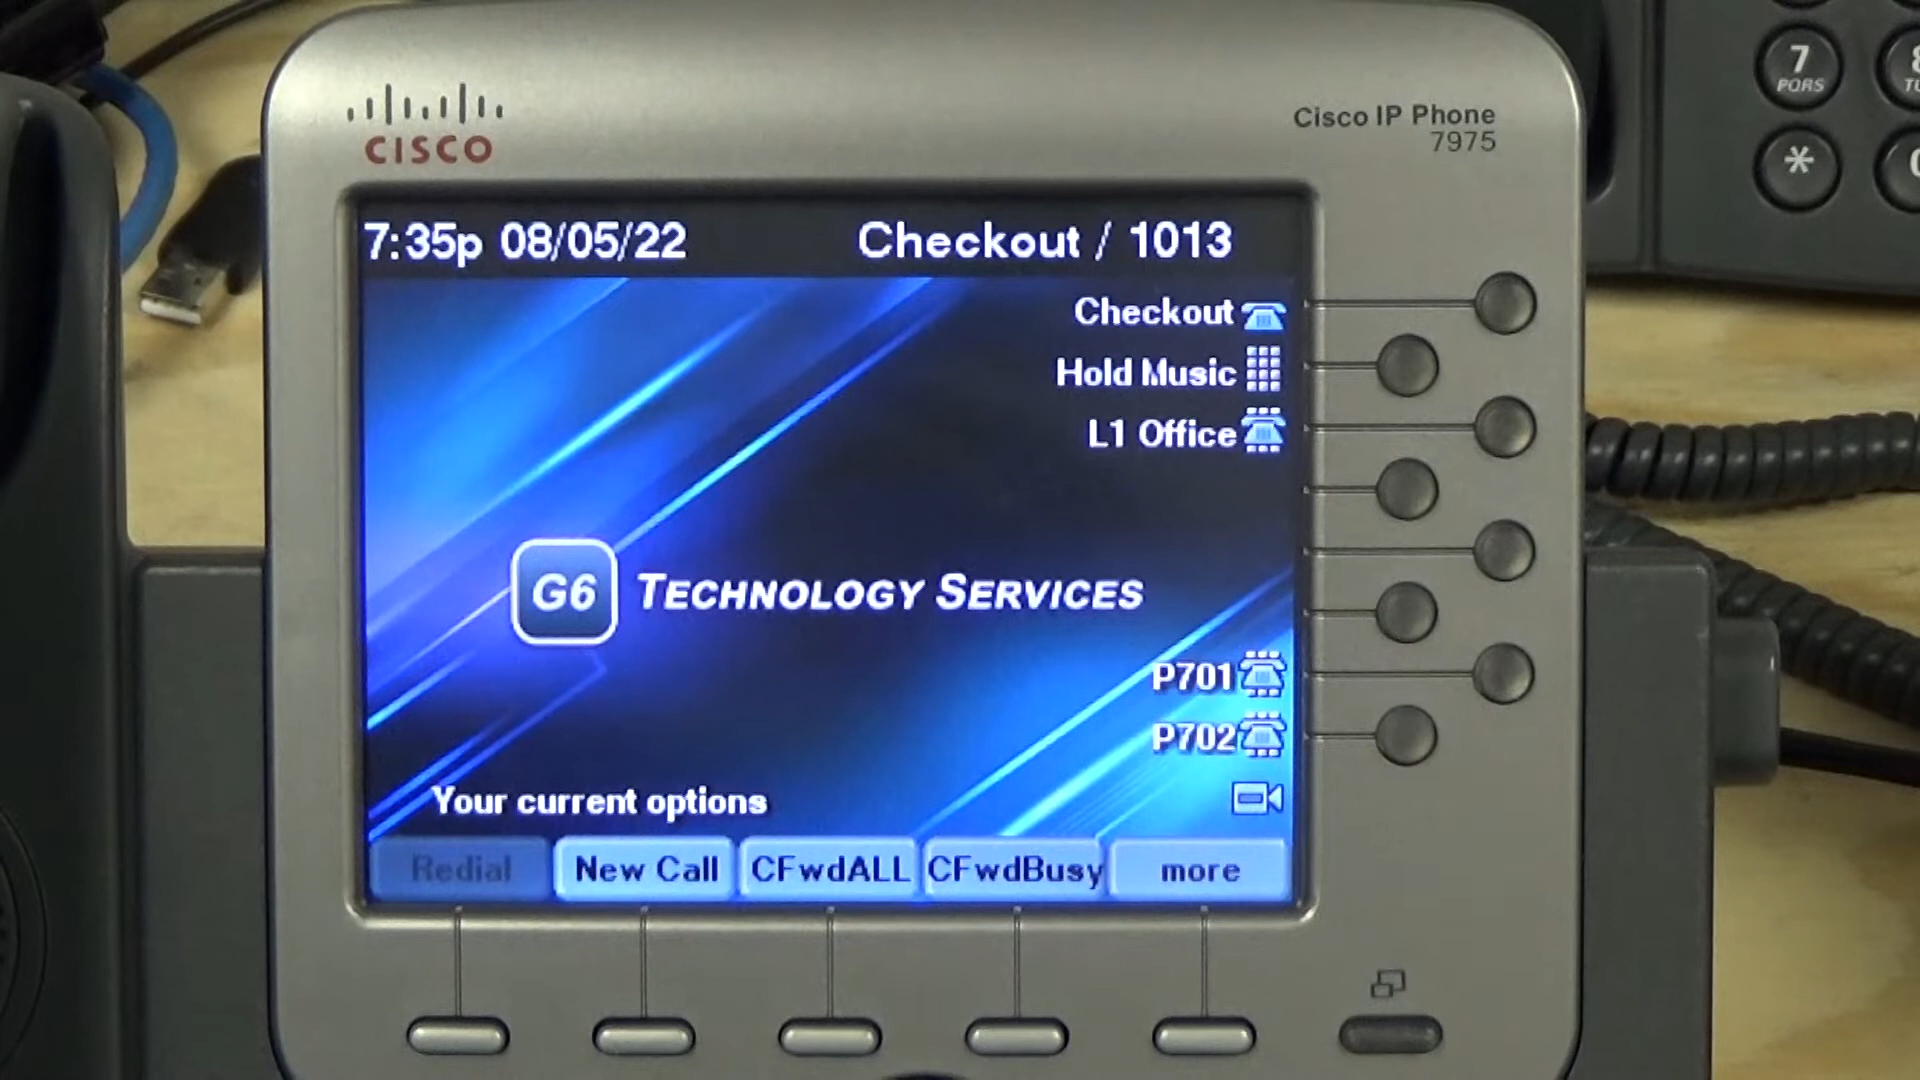 CISCO
Cisco IP Phone
7975
7:35p 08/05/22 Checkout / 1013
Checkout
Hold Music
L1 Office
G6 TECHNOLOGY SERVICES
P701
P702
Your current options
Redial New Call CFwdALL CFwdBusy more
7
PQRS
*